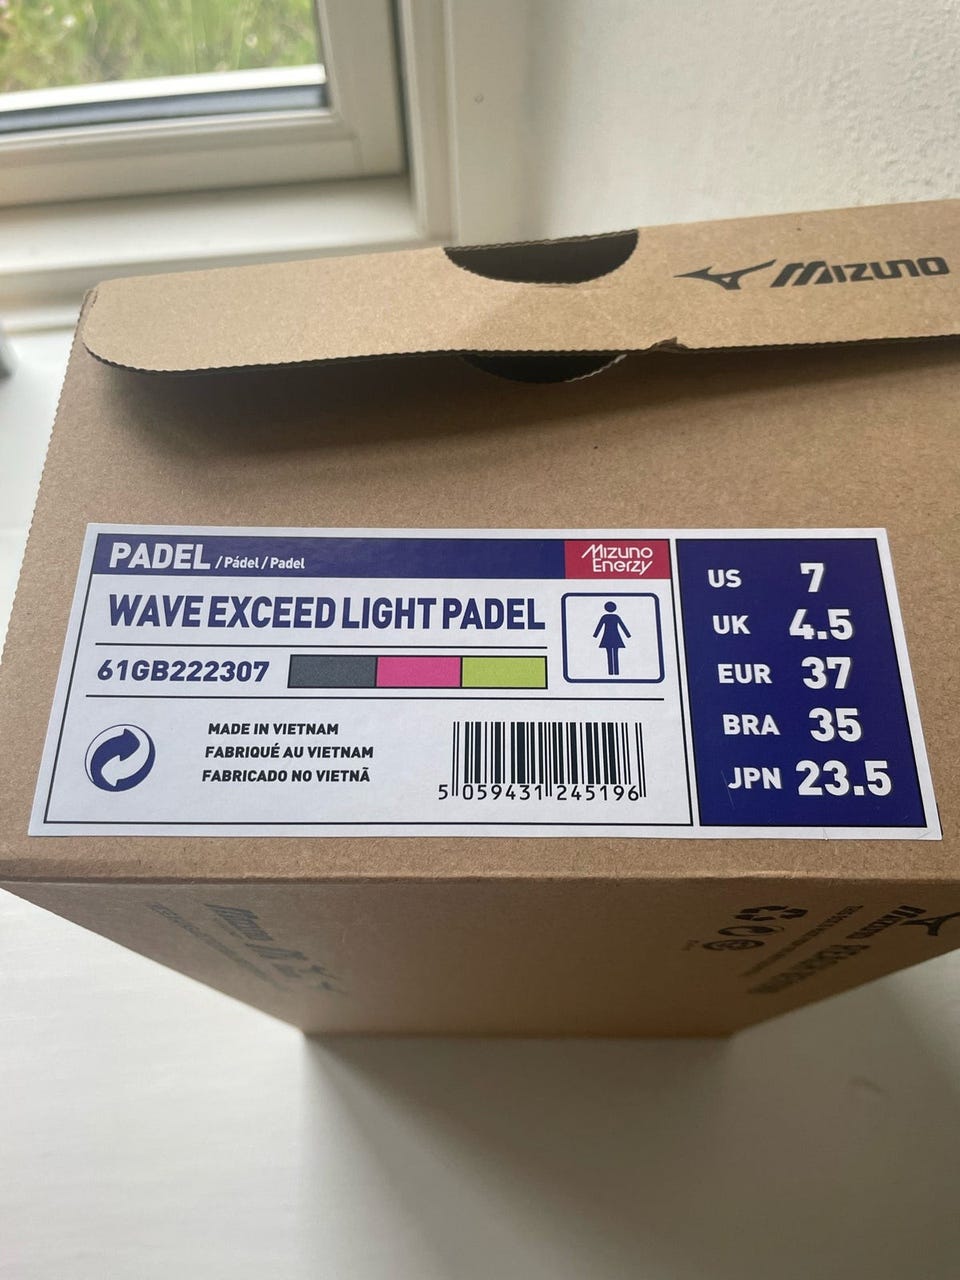 MIZUNO
PADEL / Pádel / Padel
Mizuno
Enerzy
WAVE EXCEED LIGHT PADEL
61GB222307
MADE IN VIETNAM
FABRIQUÉ AU VIETNAM
FABRICADO NO VIETNÃ
5 059431 245196
US 7
UK 4.5
EUR 37
BRA 35
JPN 23.5